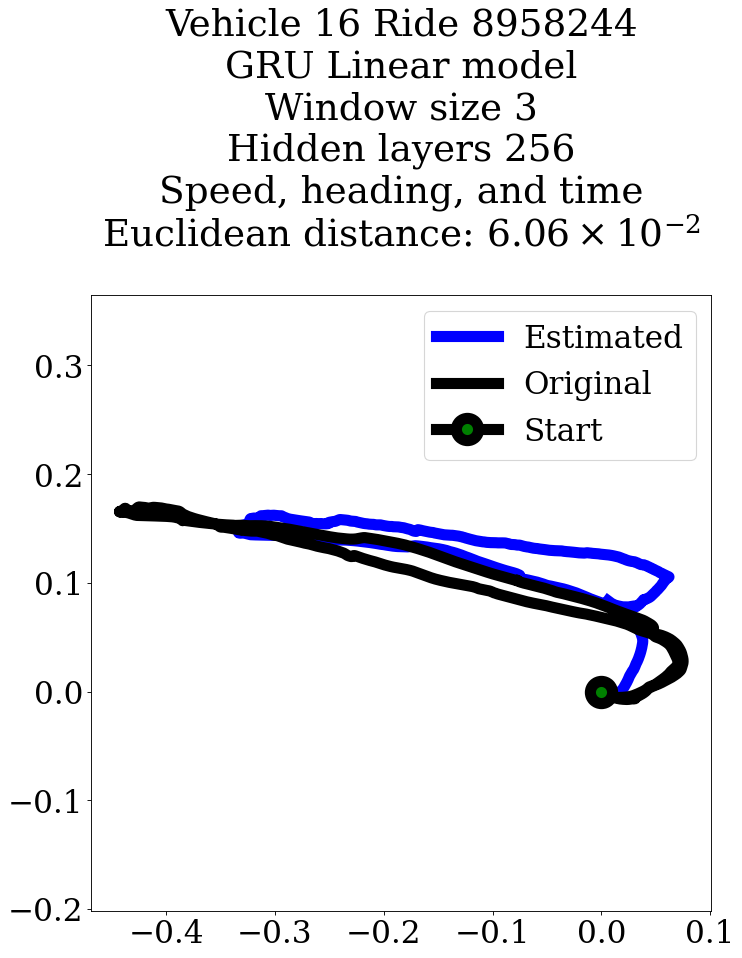 Vehicle 16 Ride 8958244
GRU Linear model
Window size 3
Hidden layers 256
Speed, heading, and time
Euclidean distance: 6.06 × 10⁻²
Estimated
Original
Start
0.3
0.2
0.1
0.0
−0.1
−0.2
−0.4 −0.3 −0.2 −0.1 0.0 0.1